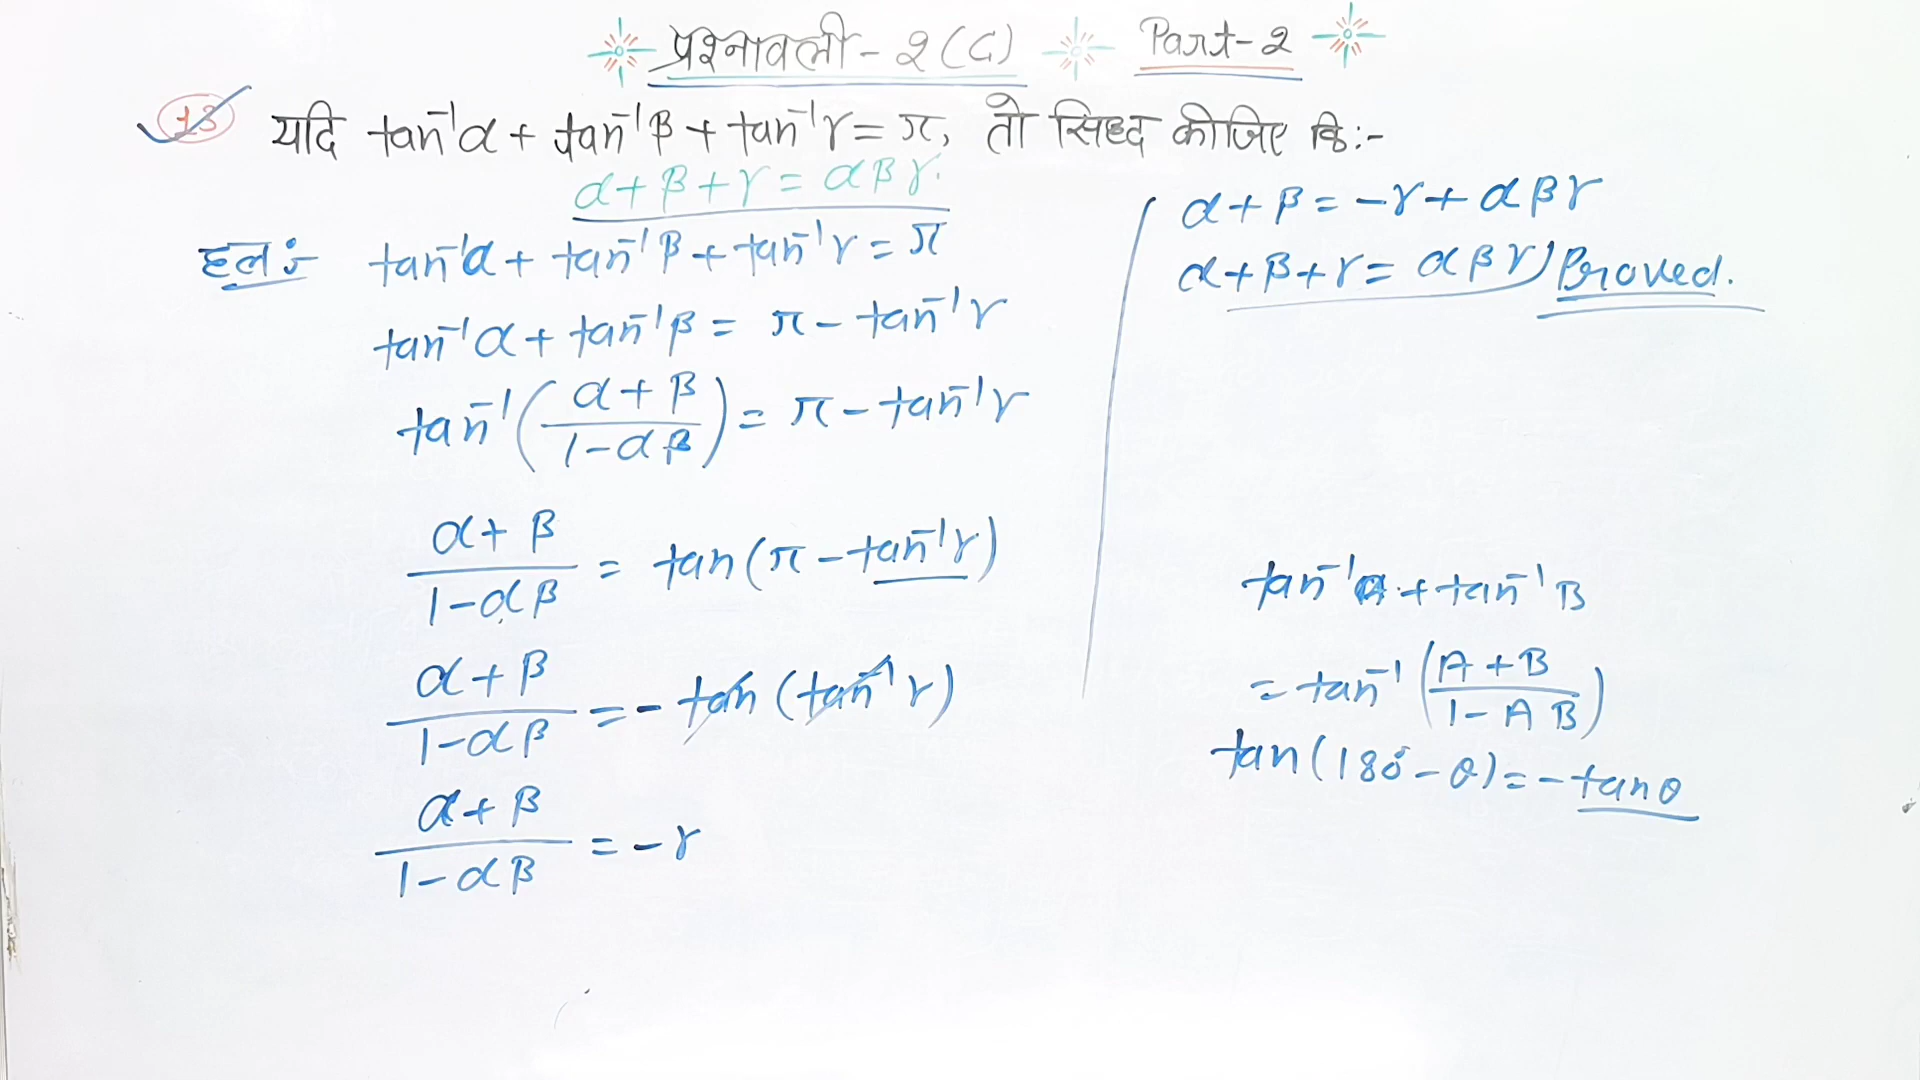 प्रश्नावली - 2 (C) Part-2
13 यदि tan⁻¹α + tan⁻¹β + tan⁻¹γ = π, तो सिध्द कीजिए कि:-
α + β + γ = αβγ.
हल:- tan⁻¹α + tan⁻¹β + tan⁻¹γ = π
tan⁻¹α + tan⁻¹β = π - tan⁻¹γ
tan⁻¹((α + β)/(1-αβ)) = π - tan⁻¹γ
(α + β)/(1-αβ) = tan(π - tan⁻¹γ)
(α + β)/(1-αβ) = - tan (tan⁻¹γ)
(α + β)/(1-αβ) = -γ
α + β = -γ + αβγ
α + β + γ = αβγ Proved.
tan⁻¹A + tan⁻¹B
= tan⁻¹((A + B)/(1 - AB))
tan(180° - θ) = - tanθ